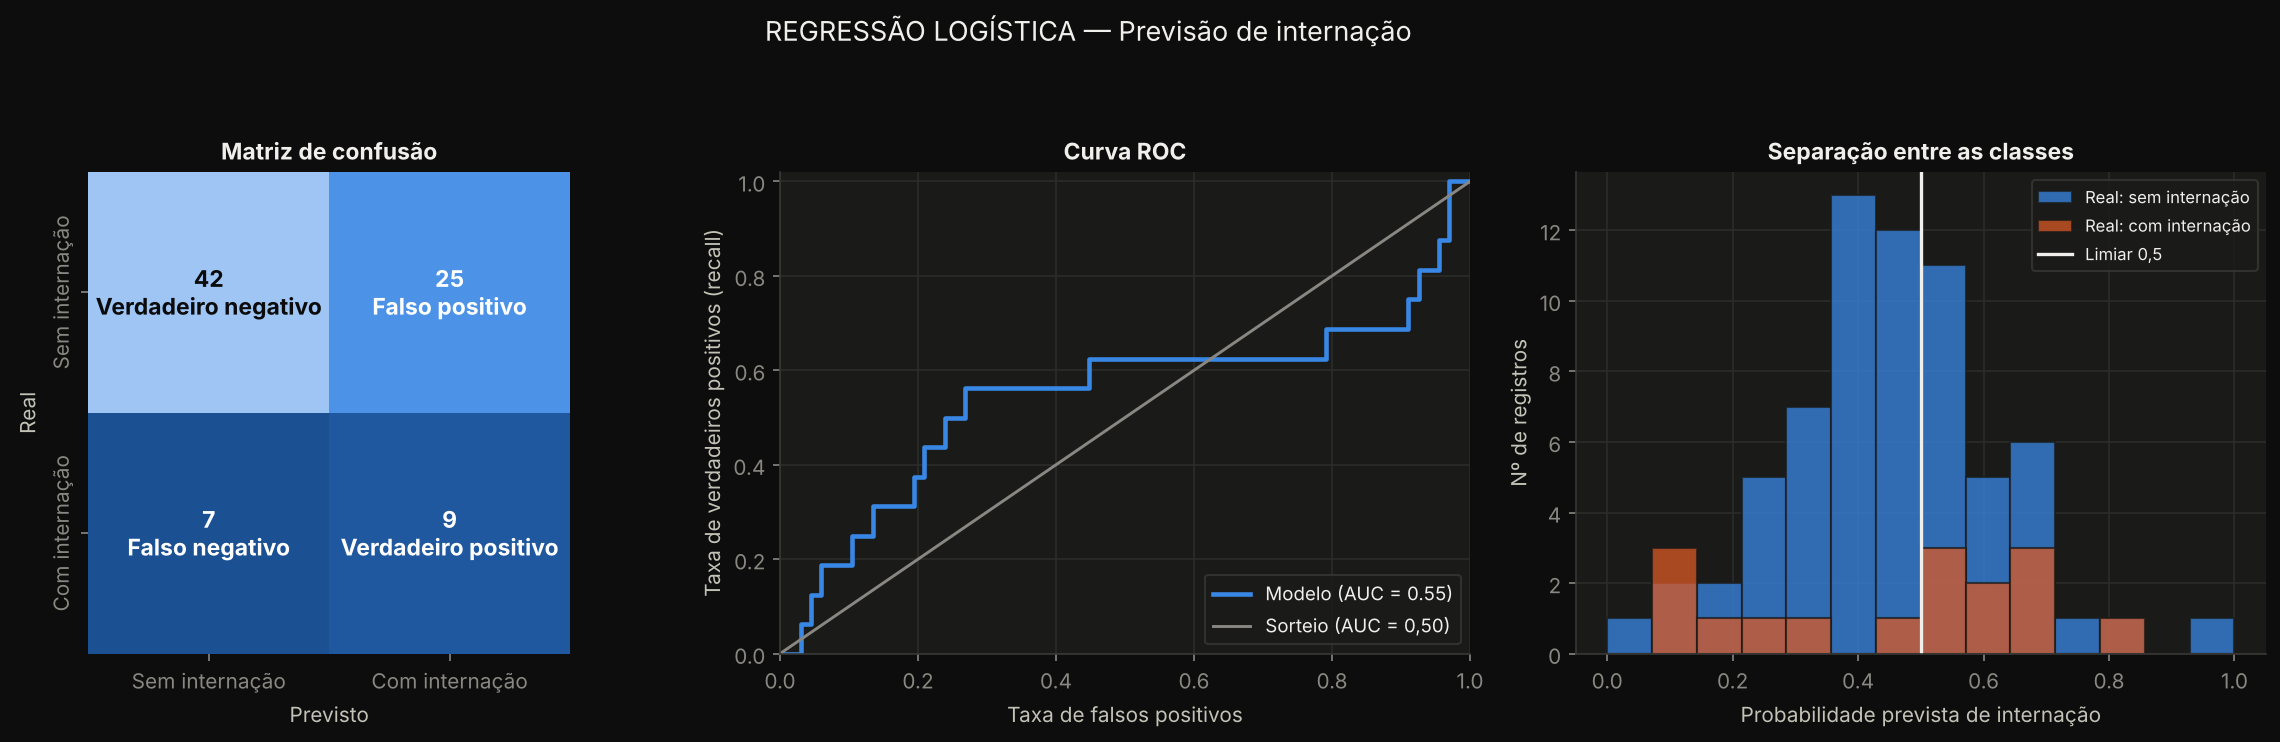 REGRESSÃO LOGÍSTICA — Previsão de internação
Matriz de confusão
Real
Sem internação
Com internação
42
Verdadeiro negativo
25
Falso positivo
7
Falso negativo
9
Verdadeiro positivo
Sem internação
Com internação
Previsto
Curva ROC
Taxa de verdadeiros positivos (recall)
1.0
0.8
0.6
0.4
0.2
0.0
Modelo (AUC = 0.55)
Sorteio (AUC = 0,50)
0.0
0.2
0.4
0.6
0.8
1.0
Taxa de falsos positivos
Separação entre as classes
Nº de registros
12
10
8
6
4
2
0
Real: sem internação
Real: com internação
Limiar 0,5
0.0
0.2
0.4
0.6
0.8
1.0
Probabilidade prevista de internação